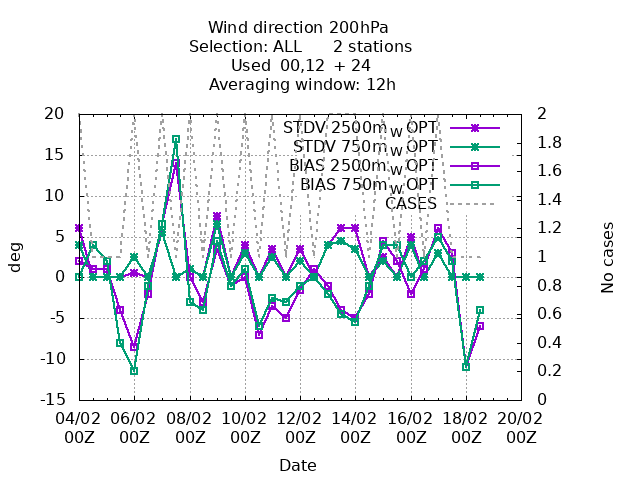 Wind direction 200hPa
Selection: ALL 2 stations
Used 00,12 + 24
Averaging window: 12h
20 2
15 1.8
10 1.6
5 1.4
0 1.2
-5 1
-10 0.8
-15 0.6
0.4
0.2
0
deg
No cases
STDV 2500m_w OPT
STDV 750m_w OPT
BIAS 2500m_w OPT
BIAS 750m_w OPT
CASES
04/02 06/02 08/02 10/02 12/02 14/02 16/02 18/02 20/02
00Z 00Z 00Z 00Z 00Z 00Z 00Z 00Z 00Z
Date